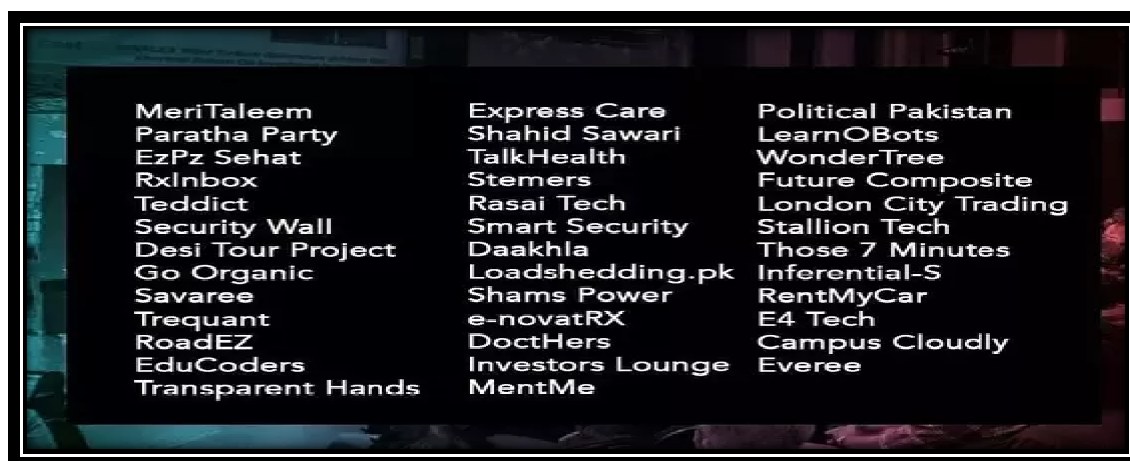 MeriTaleem
Paratha Party
EzPz Sehat
RxInbox
Teddict
Security Wall
Desi Tour Project
Go Organic
Savaree
Trequant
RoadEZ
EduCoders
Transparent Hands
Express Care
Shahid Sawari
TalkHealth
Stemers
Rasai Tech
Smart Security
Daakhla
Loadshedding.pk
Shams Power
e-novatRX
DoctHers
Investors Lounge
MentMe
Political Pakistan
LearnOBots
WonderTree
Future Composite
London City Trading
Stallion Tech
Those 7 Minutes
Inferential-S
RentMyCar
E4 Tech
Campus Cloudly
Everee